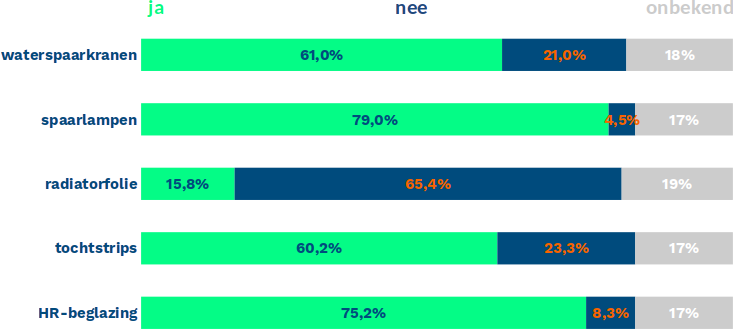 ja nee onbekend
waterspaarkranen 61,0% 21,0% 18%
spaarlampen 79,0% 4,5% 17%
radiatorfolie 15,8% 65,4% 19%
tochtstrips 60,2% 23,3% 17%
HR-beglazing 75,2% 8,3% 17%